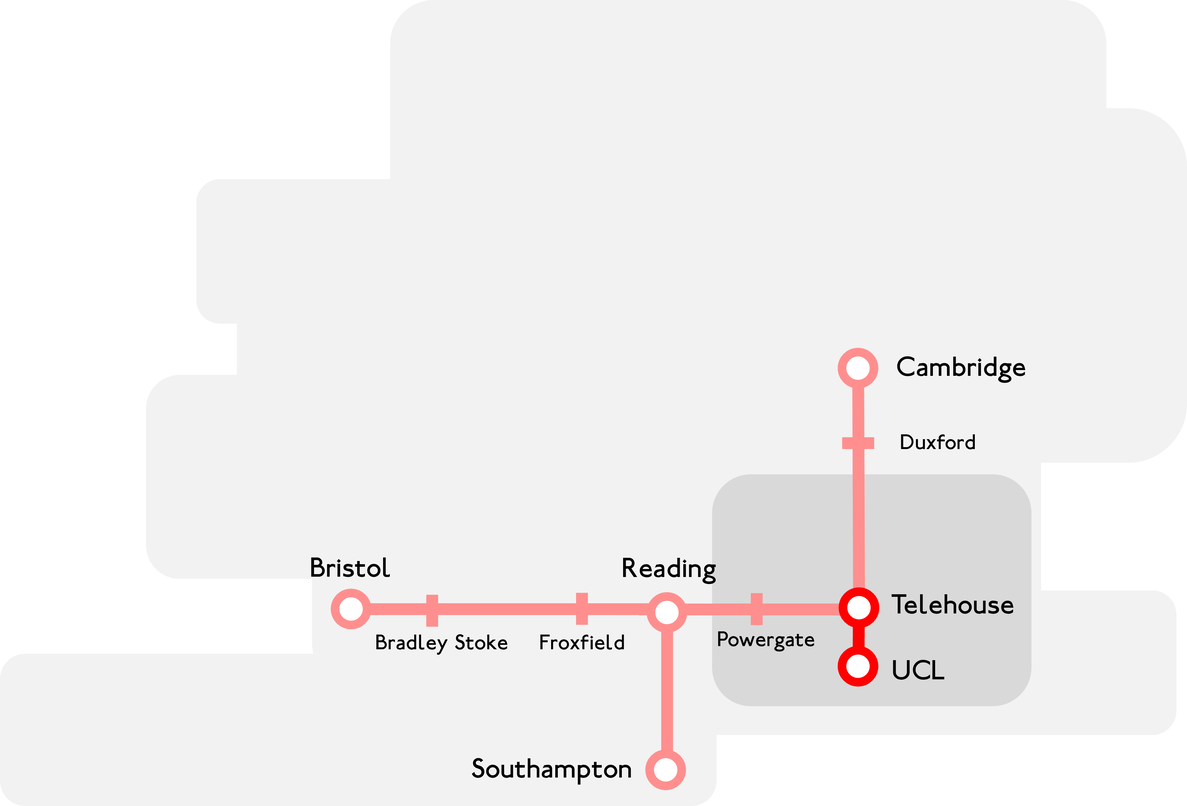 Cambridge
Duxford
Bristol
Reading
Telehouse
Bradley Stoke
Froxfield
Powergate
UCL
Southampton